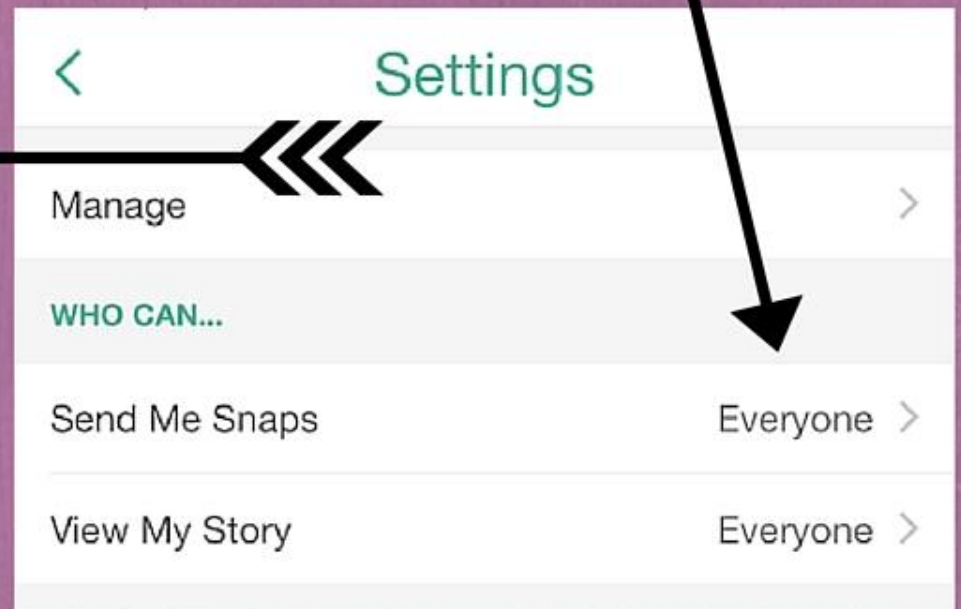 Settings
Manage
WHO CAN...
Send Me Snaps Everyone
View My Story Everyone